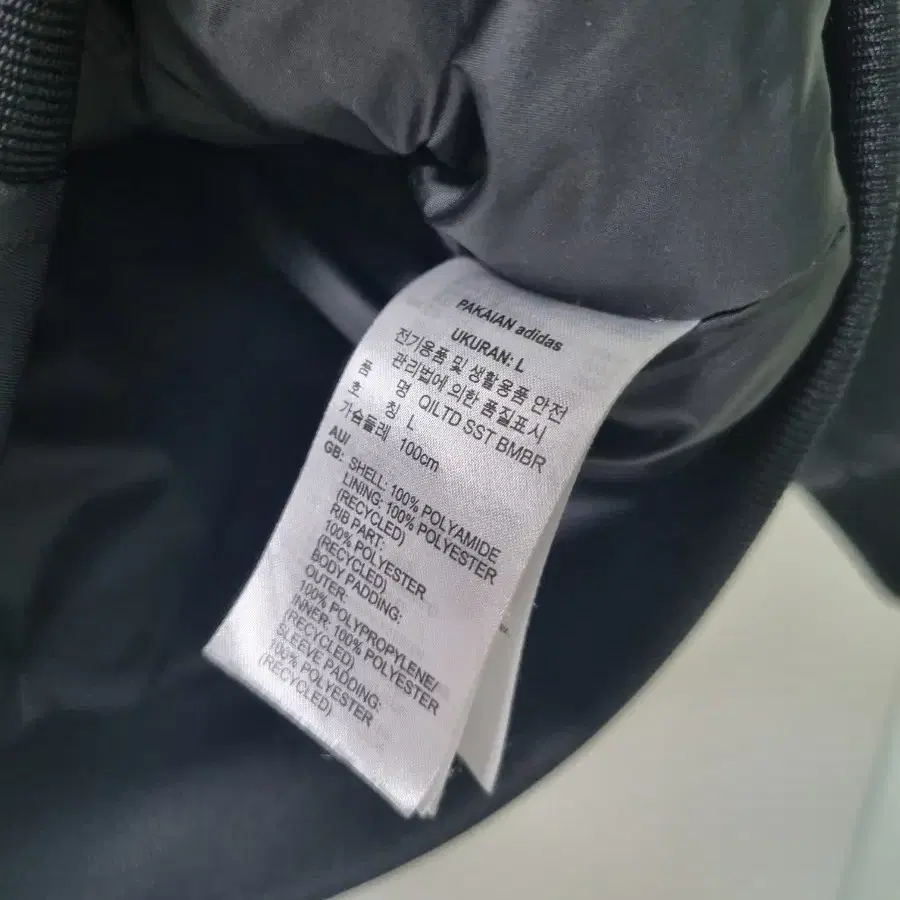 PAKAIAN adidas
UKURAN: L
전기용품 및 생활용품 안전
관리법에 의한 품질표시
품 명 QILTD SST BMBR
호 칭 L
가슴둘레 100cm
AU/
GB: SHELL: 100% POLYAMIDE
LINING: 100% POLYESTER
(RECYCLED)
RIB PART:
100% POLYESTER
(RECYCLED)
BODY PADDING:
OUTER:
100% POLYPROPYLENE/
INNER: 100% POLYESTER
(RECYCLED)
SLEEVE PADDING:
100% POLYESTER
(RECYCLED)